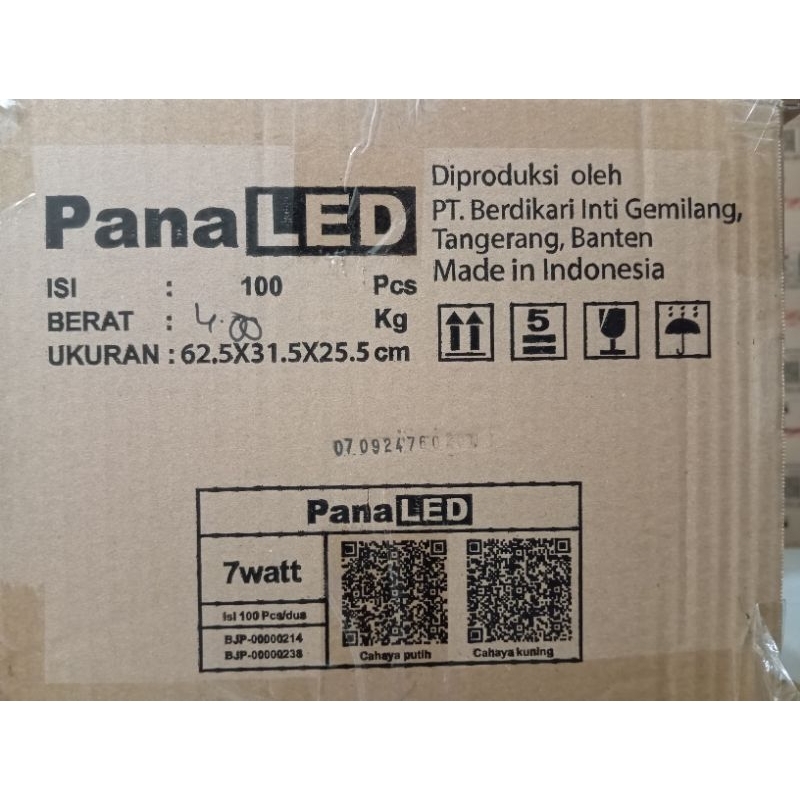 PanaLED
ISI : 100 Pcs
BERAT : 4.00 Kg
UKURAN : 62.5X31.5X25.5 cm
Diproduksi oleh
PT. Berdikari Inti Gemilang,
Tangerang, Banten
Made in Indonesia
5
07 0924760
PanaLED
7watt
Isi 100 Pcs/dus
BJP-00000214
BJP-00000238
Cahaya putih
Cahaya kuning